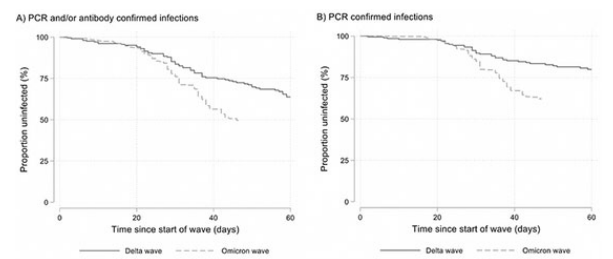 A) PCR and/or antibody confirmed infections
100
75
50
25
0
Proportion uninfected (%)
0 20 40 60
Time since start of wave (days)
Delta wave Omicron wave
B) PCR confirmed infections
100
75
50
25
0
Proportion uninfected (%)
0 20 40 60
Time since start of wave (days)
Delta wave Omicron wave